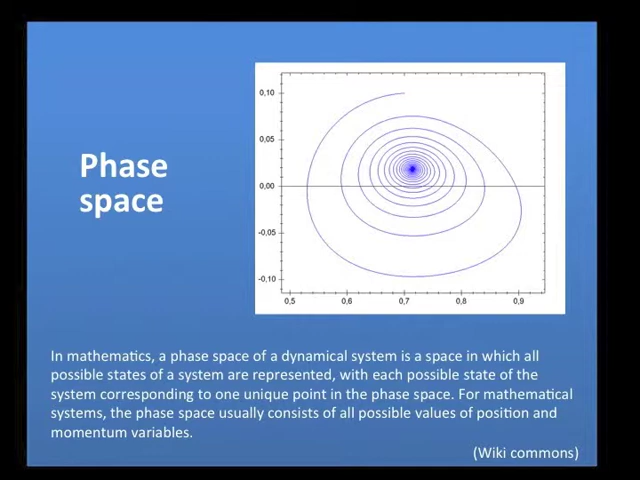 Phase
space
0,10
0,05
0,00
-0,05
-0,10
0,5 0,6 0,7 0,8 0,9
In mathematics, a phase space of a dynamical system is a space in which all
possible states of a system are represented, with each possible state of the
system corresponding to one unique point in the phase space. For mathematical
systems, the phase space usually consists of all possible values of position and
momentum variables.
(Wiki commons)